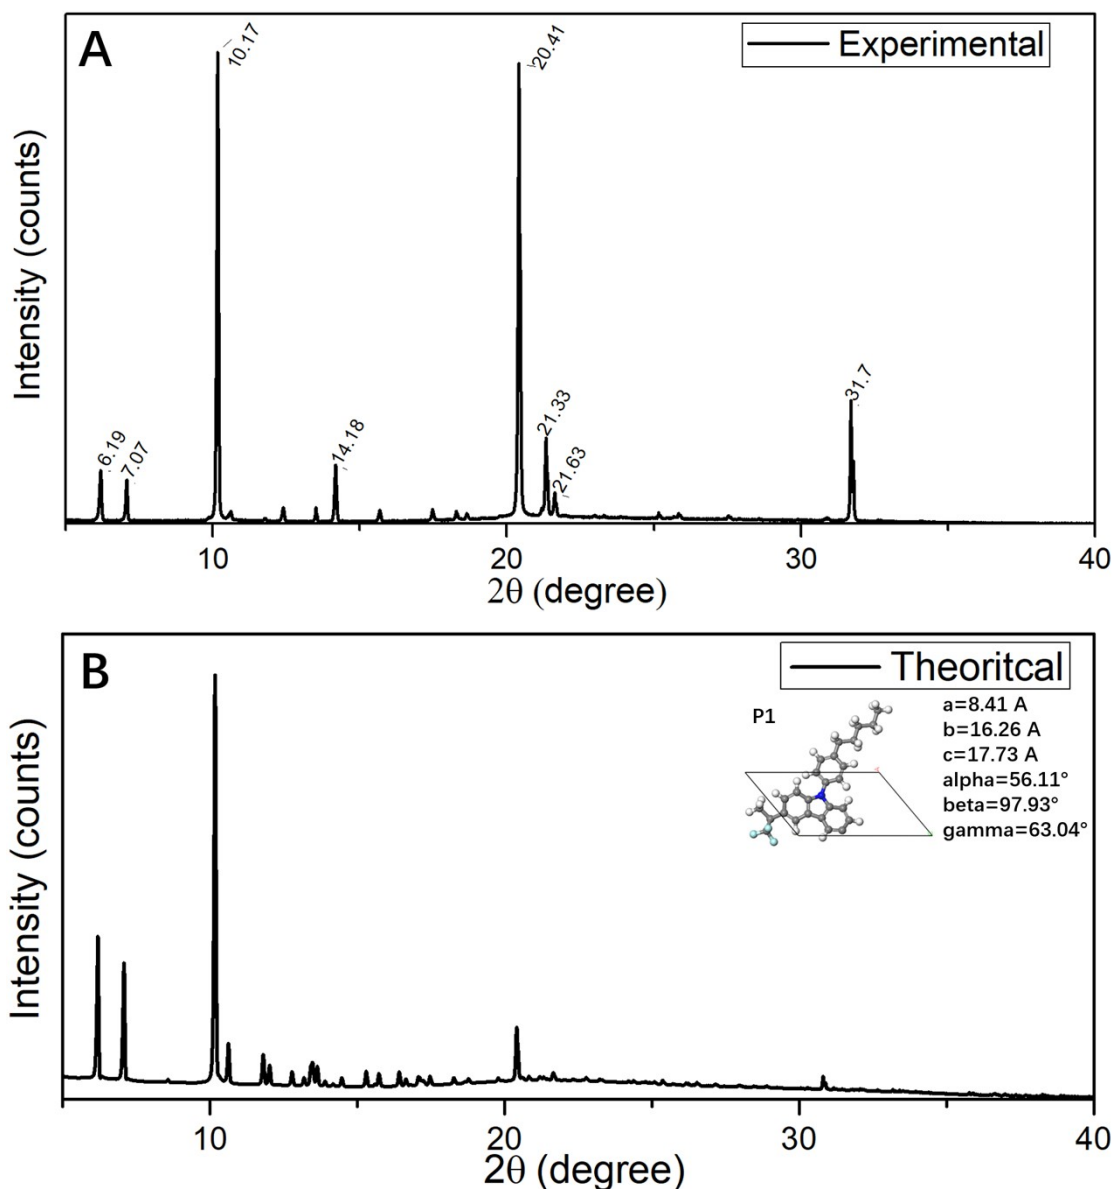 A
Experimental
10.17
20.41
Intensity (counts)
6.19
7.07
14.18
21.33
21.63
31.7
10
20
30
40
2θ (degree)
B
Theoritcal
P1
a=8.41 A
b=16.26 A
c=17.73 A
alpha=56.11°
beta=97.93°
gamma=63.04°
Intensity (counts)
10
20
30
40
2θ (degree)